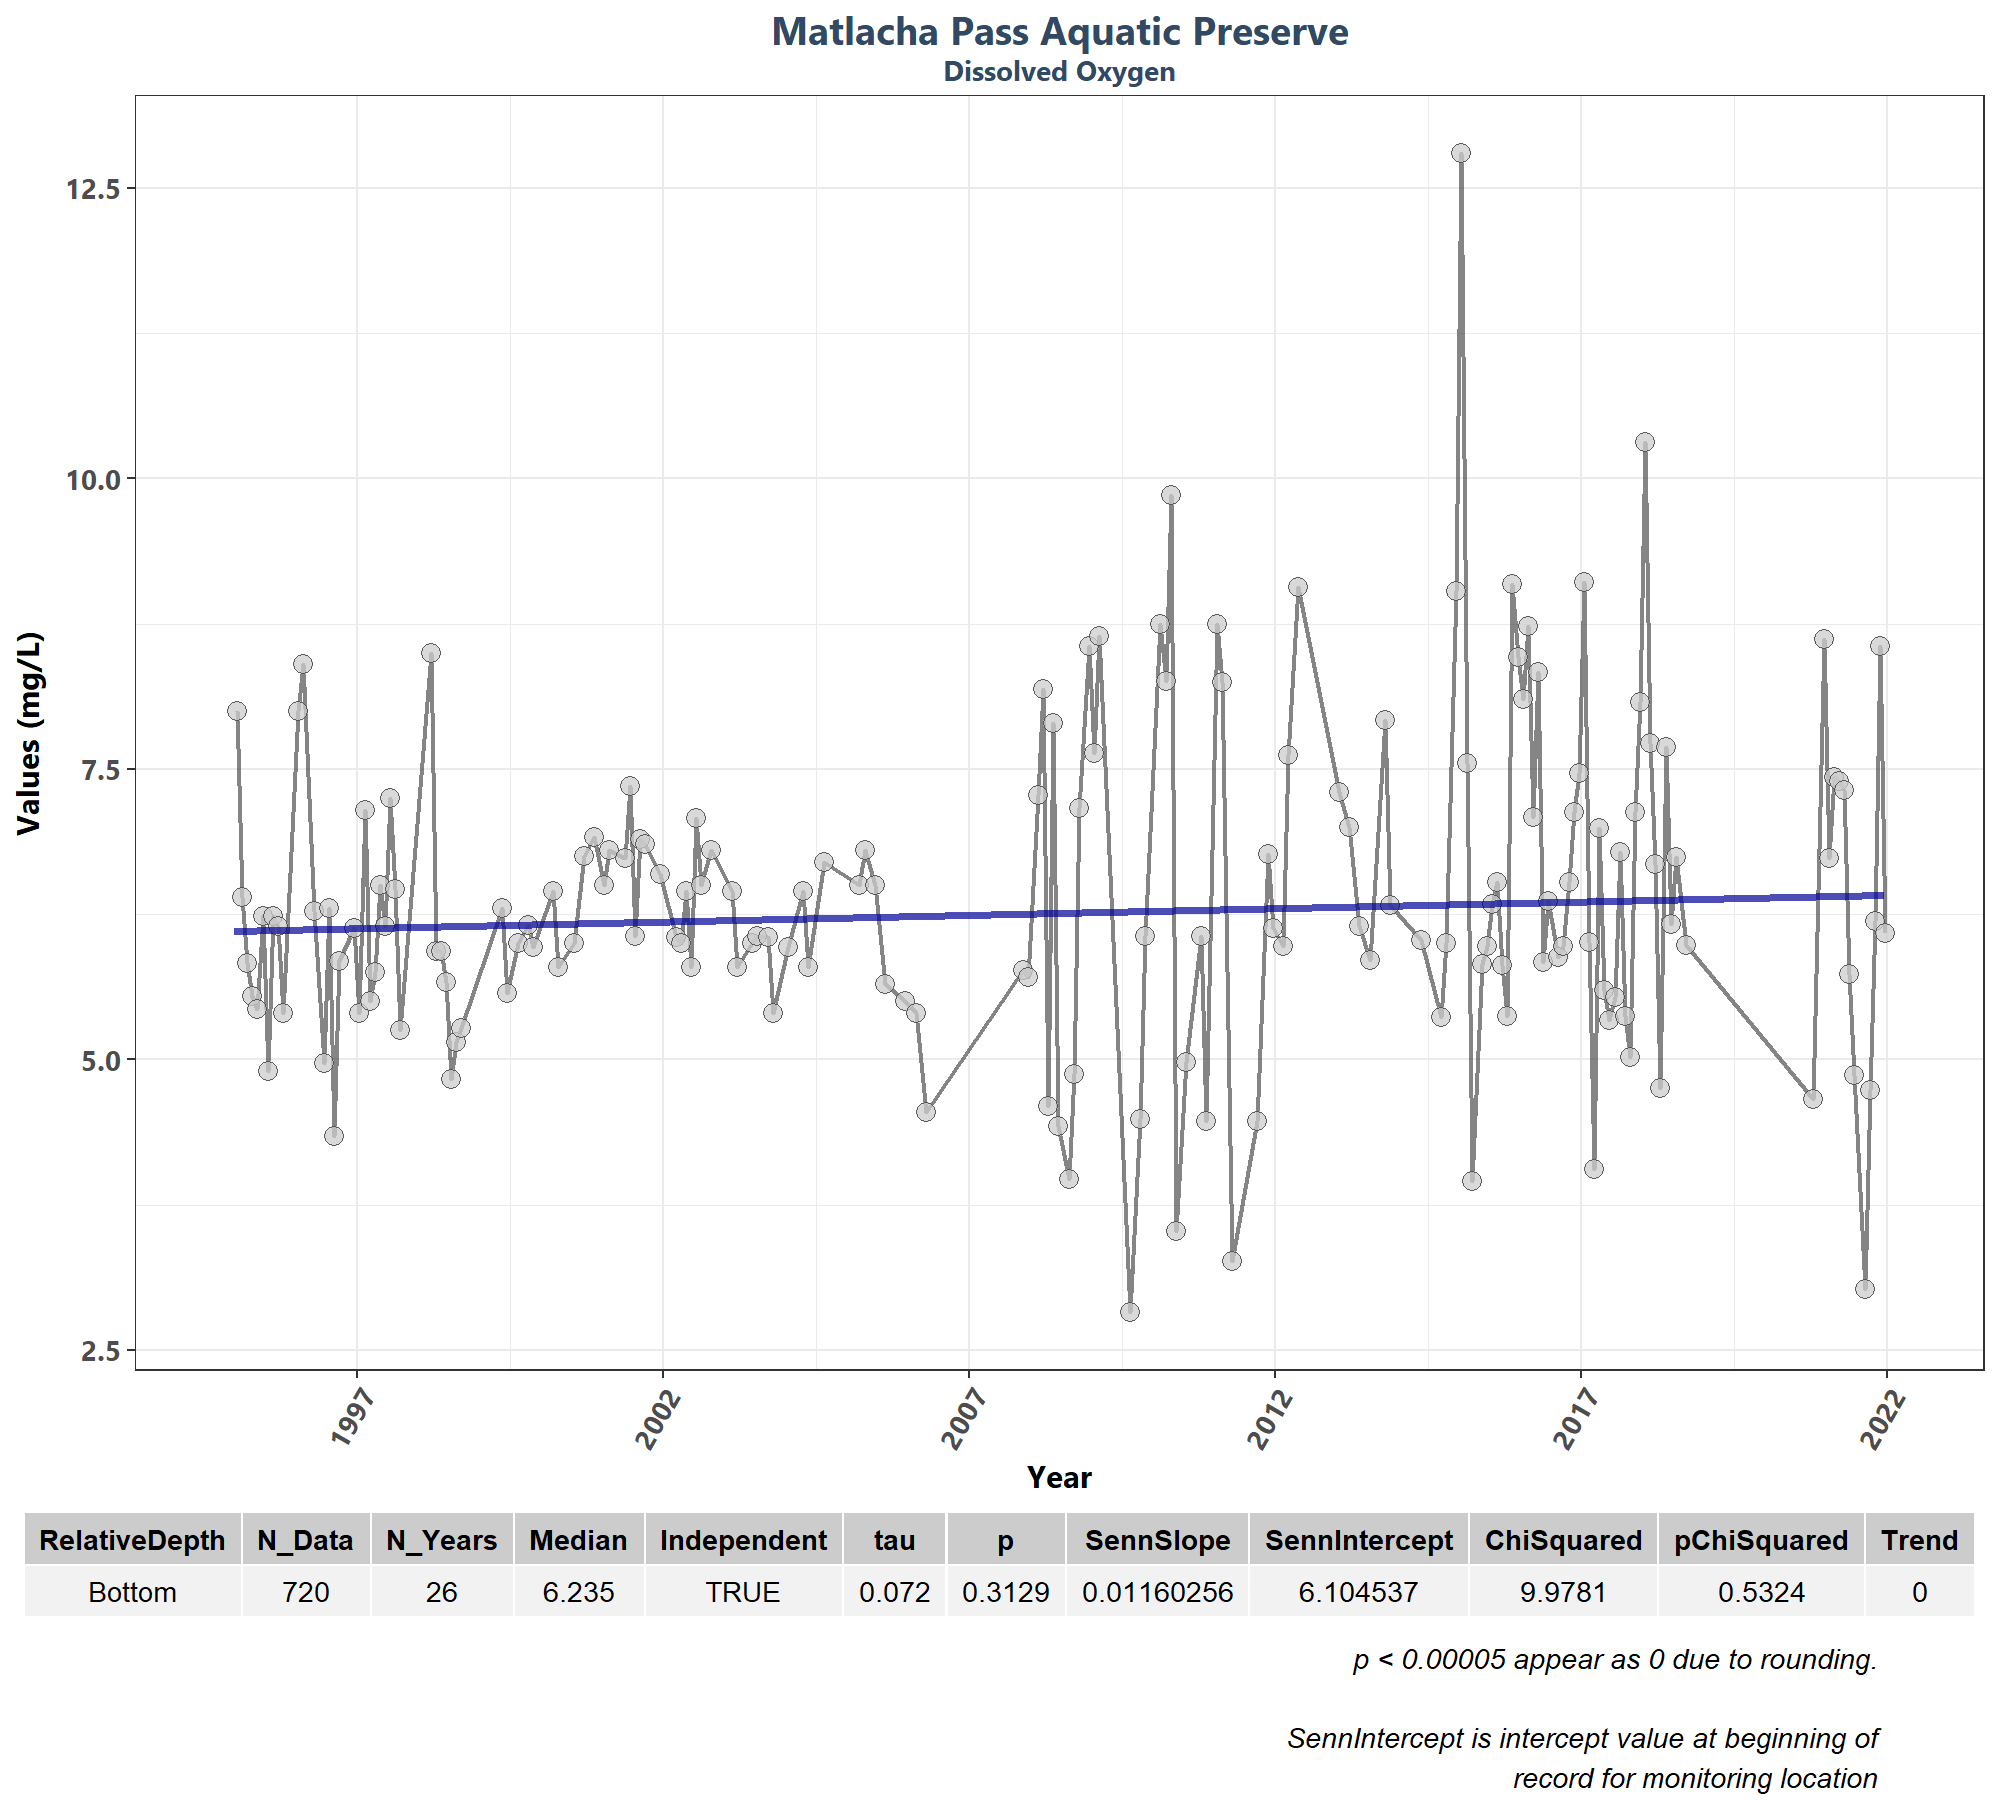 Matlacha Pass Aquatic Preserve
Dissolved Oxygen
Values (mg/L)
12.5
10.0
7.5
5.0
2.5
1997 2002 2007 2012 2017 2022
Year
RelativeDepth N_Data N_Years Median Independent tau p SennSlope SennIntercept ChiSquared pChiSquared Trend
Bottom 720 26 6.235 TRUE 0.072 0.3129 0.01160256 6.104537 9.9781 0.5324 0
p < 0.00005 appear as 0 due to rounding.
SennIntercept is intercept value at beginning of
record for monitoring location